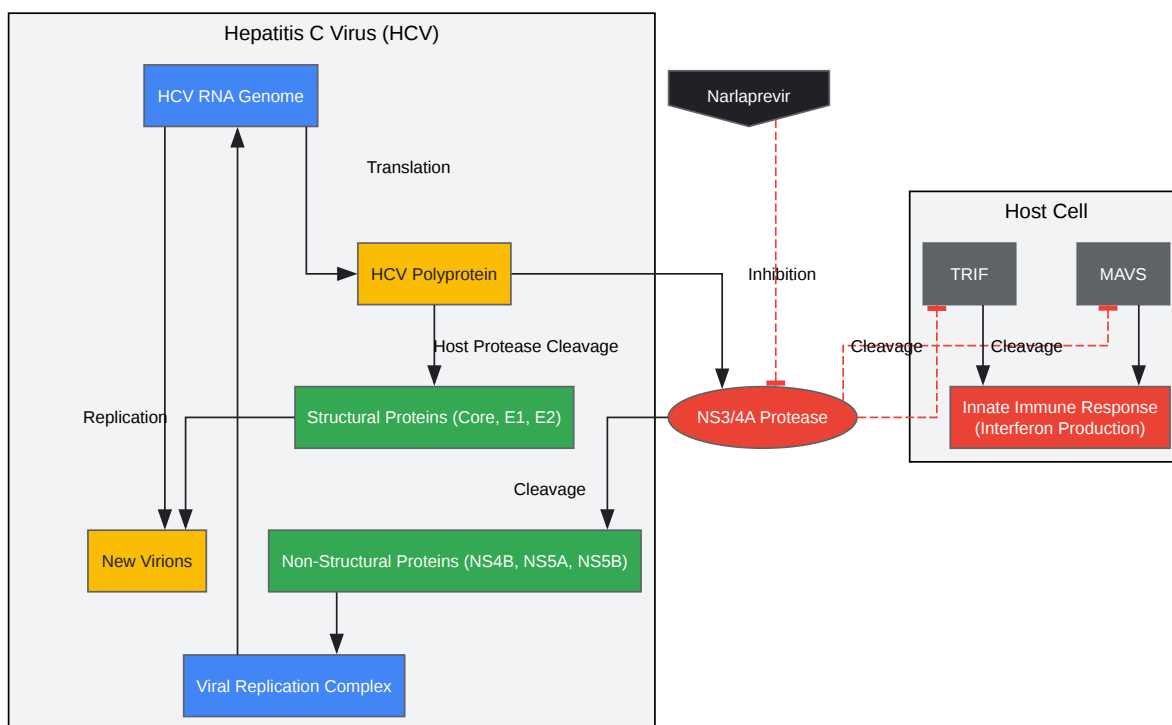 Hepatitis C Virus (HCV)
HCV RNA Genome
Narlaprevir
Translation
Host Cell
HCV Polyprotein
Inhibition
TRIF
MAVS
Host Protease Cleavage
Cleavage
Cleavage
Replication
Structural Proteins (Core, E1, E2)
NS3/4A Protease
Innate Immune Response
(Interferon Production)
Cleavage
New Virions
Non-Structural Proteins (NS4B, NS5A, NS5B)
Viral Replication Complex